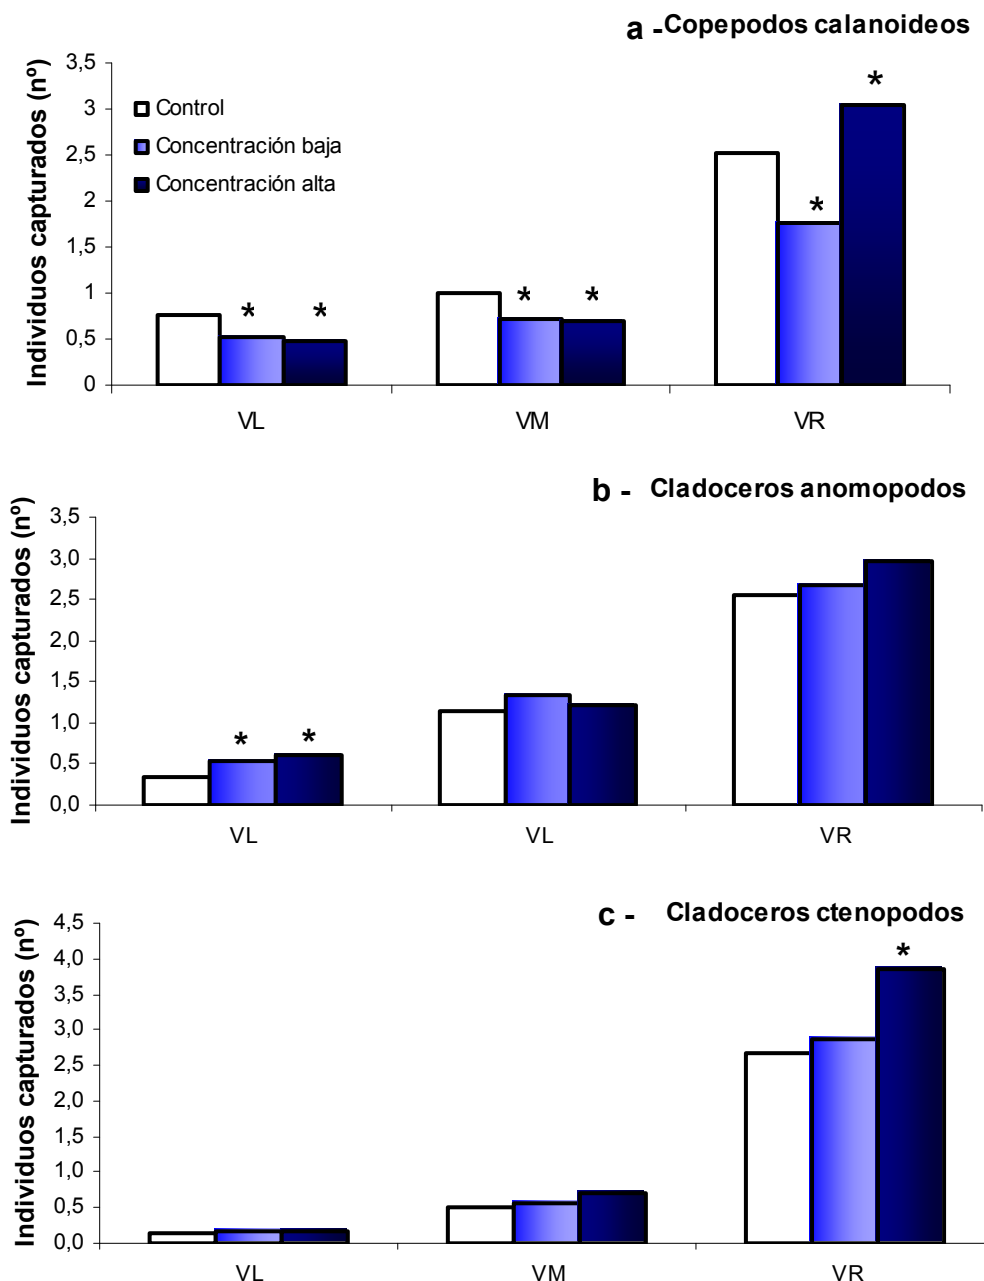 a - Copepodos calanoideos
Individuos capturados (nº)
3,5
3
2,5
2
1,5
1
0,5
0
Control
Concentración baja
Concentración alta
* * * * * *
VL VM VR
b - Cladoceros anomopodos
Individuos capturados (nº)
3,5
3,0
2,5
2,0
1,5
1,0
0,5
0,0
* *
VL VL VR
c - Cladoceros ctenopodos
Individuos capturados (nº)
4,5
4,0
3,5
3,0
2,5
2,0
1,5
1,0
0,5
0,0
*
VL VM VR